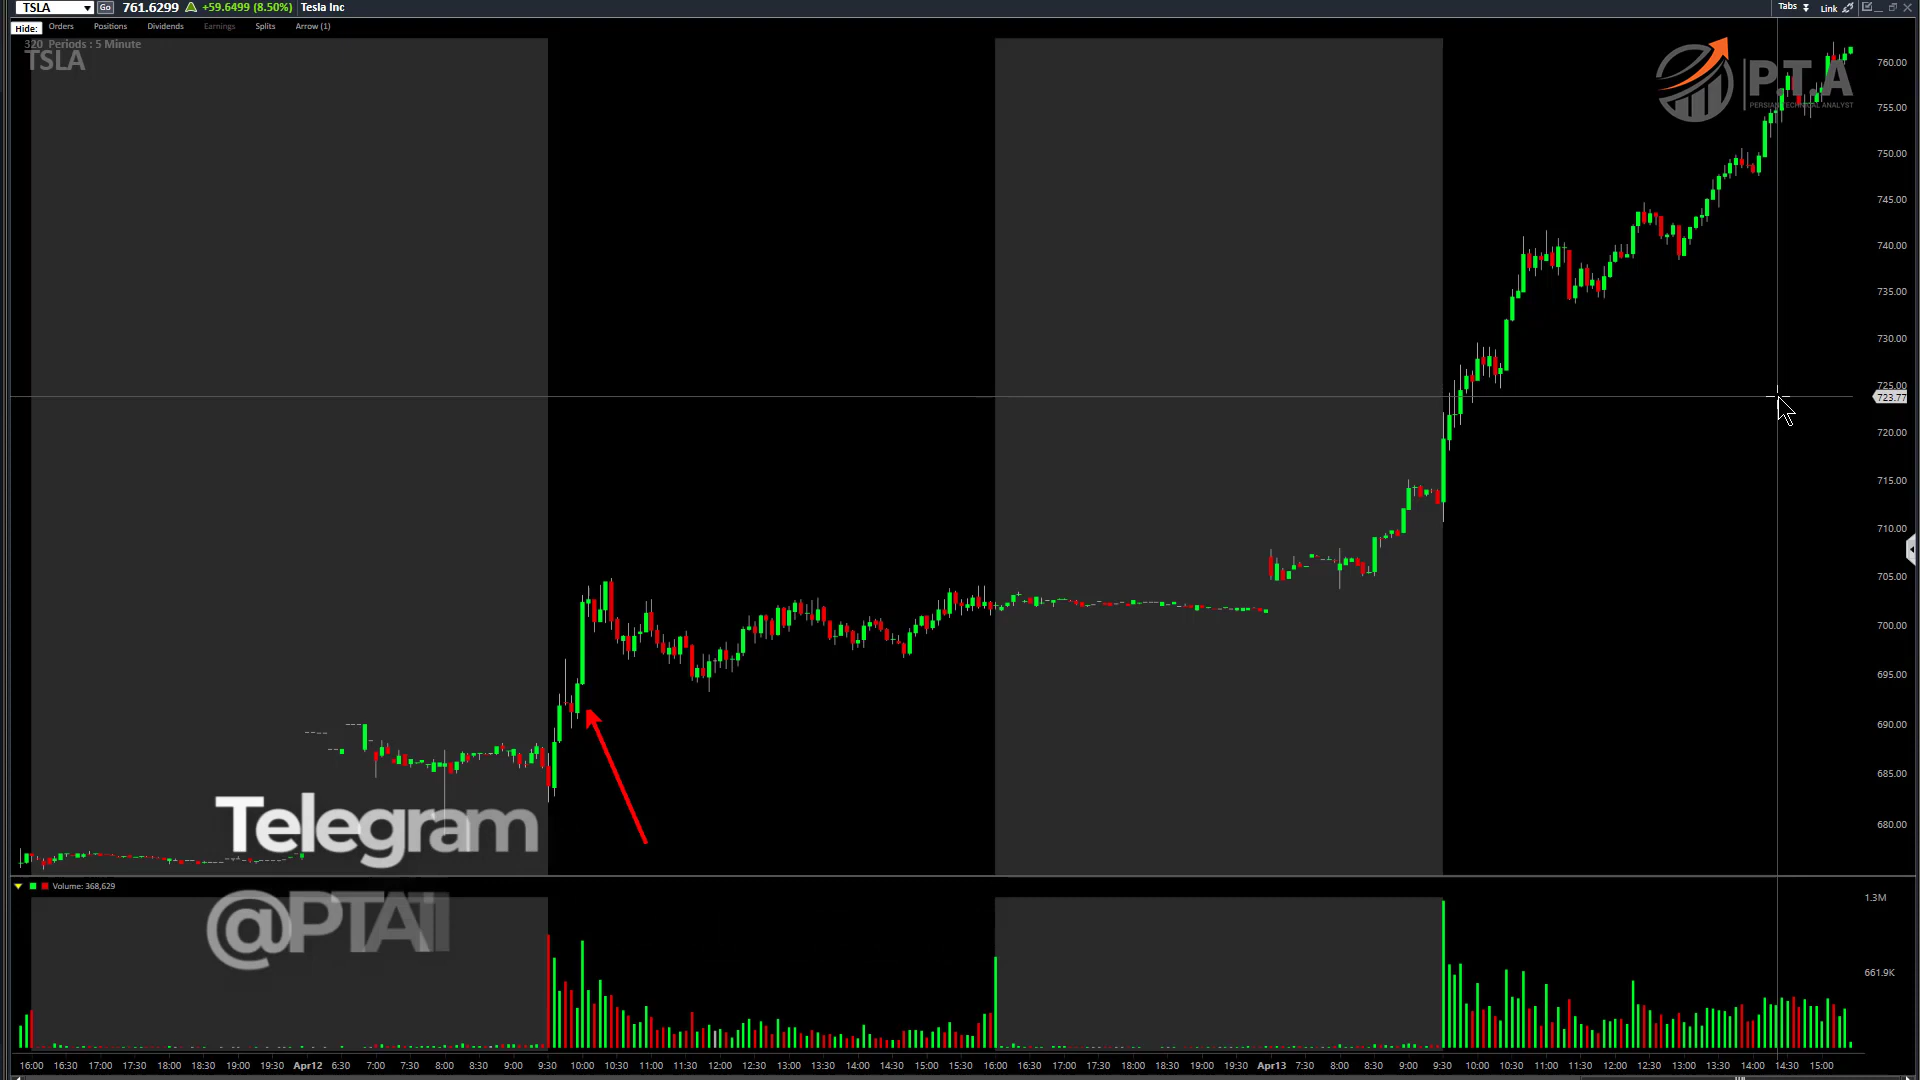 TSLA Go 761.6299 +59.6499 (8.50%) Tesla Inc Tabs Link
Hide: Orders Positions Dividends Earnings Splits Arrow (1)
320 Periods : 5 Minute
TSLA
P.T.A
PERSIAN TECHNICAL ANALYST
760.00
755.00
750.00
745.00
740.00
735.00
730.00
725.00
723.77
720.00
715.00
710.00
705.00
700.00
695.00
690.00
685.00
680.00
Telegram
@PTAi
Volume: 368,629
1.3M
661.9K
16:00 16:30 17:00 17:30 18:00 18:30 19:00 19:30 Apr12 6:30 7:00 7:30 8:00 8:30 9:00 9:30 10:00 10:30 11:00 11:30 12:00 12:30 13:00 13:30 14:00 14:30 15:00 15:30 16:00 16:30 17:00 17:30 18:00 18:30 19:00 19:30 Apr13 7:30 8:00 8:30 9:00 9:30 10:00 10:30 11:00 11:30 12:00 12:30 13:00 13:30 14:00 14:30 15:00